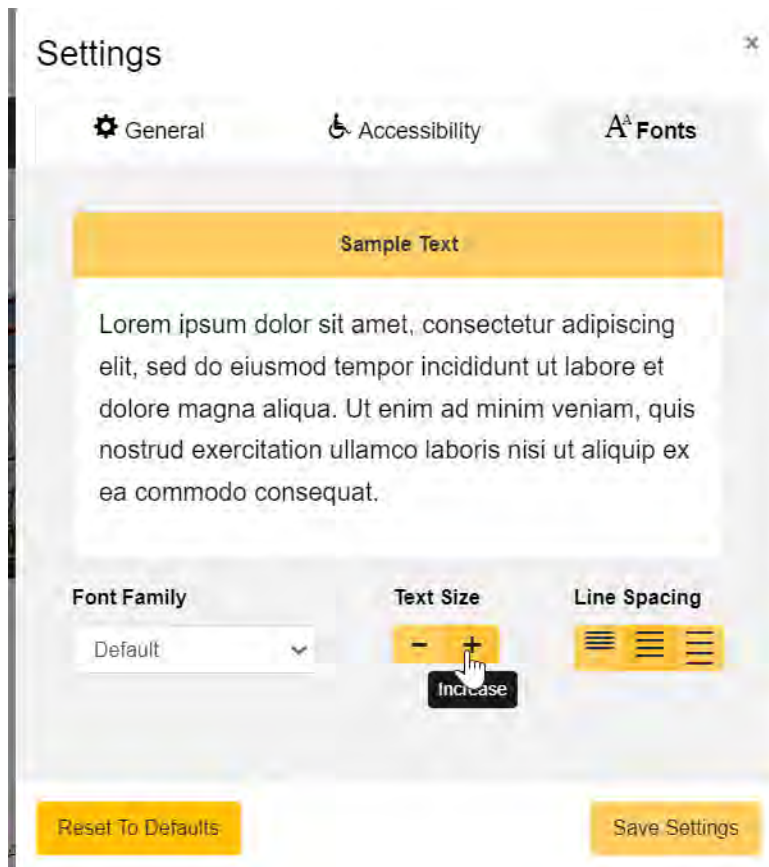 Settings
×
General Accessibility Fonts
Sample Text
Lorem ipsum dolor sit amet, consectetur adipiscing
elit, sed do eiusmod tempor incididunt ut labore et
dolore magna aliqua. Ut enim ad minim veniam, quis
nostrud exercitation ullamco laboris nisi ut aliquip ex
ea commodo consequat.
Font Family Text Size Line Spacing
Default - +
Increase
Reset To Defaults Save Settings